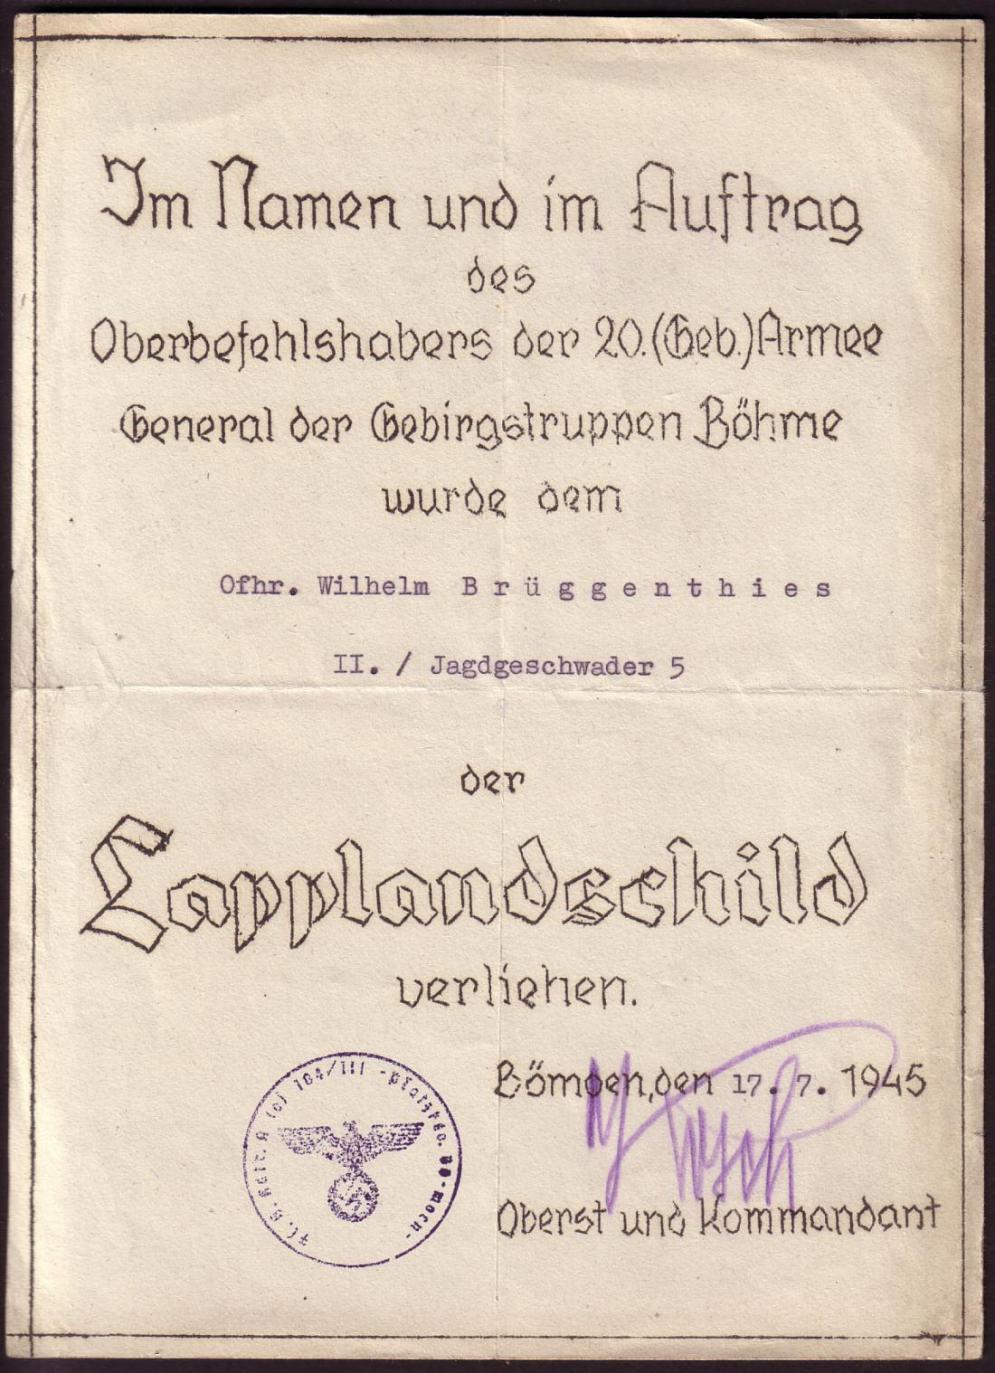 Im Namen und im Auftrag
des
Oberbefehlshabers der 20.(Geb.)Armee
General der Gebirgstruppen Böhme
wurde dem
Ofhr. Wilhelm Brüggenthies
II. / Jagdgeschwader 5
der
Lapplandschild
verliehen.
Bömoen,den 17. 7. 1945
Oberst und Kommandant